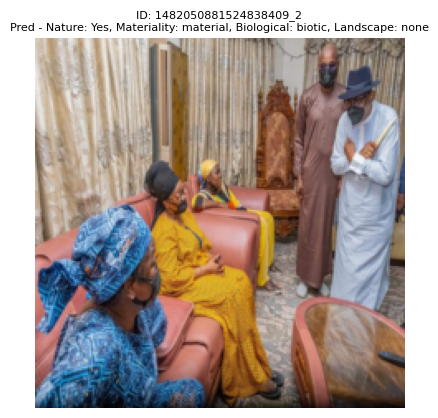 ID: 1482050881524838409_2
Pred - Nature: Yes, Materiality: material, Biological: biotic, Landscape: none